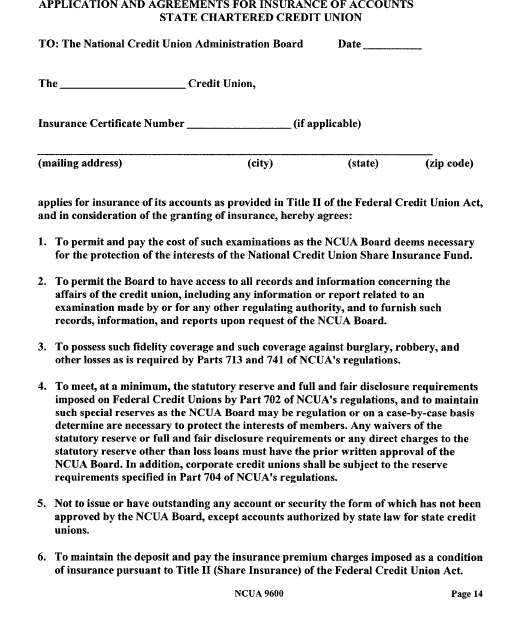 APPLICATION AND AGREEMENTS FOR INSURANCE OF ACCOUNTS
STATE CHARTERED CREDIT UNION
TO: The National Credit Union Administration Board Date ___________
The ______________________ Credit Union,
Insurance Certificate Number __________________ (if applicable)
(mailing address) (city) (state) (zip code)
applies for insurance of its accounts as provided in Title II of the Federal Credit Union Act,
and in consideration of the granting of insurance, hereby agrees:
1. To permit and pay the cost of such examinations as the NCUA Board deems necessary
for the protection of the interests of the National Credit Union Share Insurance Fund.
2. To permit the Board to have access to all records and information concerning the
affairs of the credit union, including any information or report related to an
examination made by or for any other regulating authority, and to furnish such
records, information, and reports upon request of the NCUA Board.
3. To possess such fidelity coverage and such coverage against burglary, robbery, and
other losses as is required by Parts 713 and 741 of NCUA's regulations.
4. To meet, at a minimum, the statutory reserve and full and fair disclosure requirements
imposed on Federal Credit Unions by Part 702 of NCUA's regulations, and to maintain
such special reserves as the NCUA Board may be regulation or on a case-by-case basis
determine are necessary to protect the interests of members. Any waivers of the
statutory reserve or full and fair disclosure requirements or any direct charges to the
statutory reserve other than loss loans must have the prior written approval of the
NCUA Board. In addition, corporate credit unions shall be subject to the reserve
requirements specified in Part 704 of NCUA's regulations.
5. Not to issue or have outstanding any account or security the form of which has not been
approved by the NCUA Board, except accounts authorized by state law for state credit
unions.
6. To maintain the deposit and pay the insurance premium charges imposed as a condition
of insurance pursuant to Title II (Share Insurance) of the Federal Credit Union Act.
NCUA 9600 Page 14